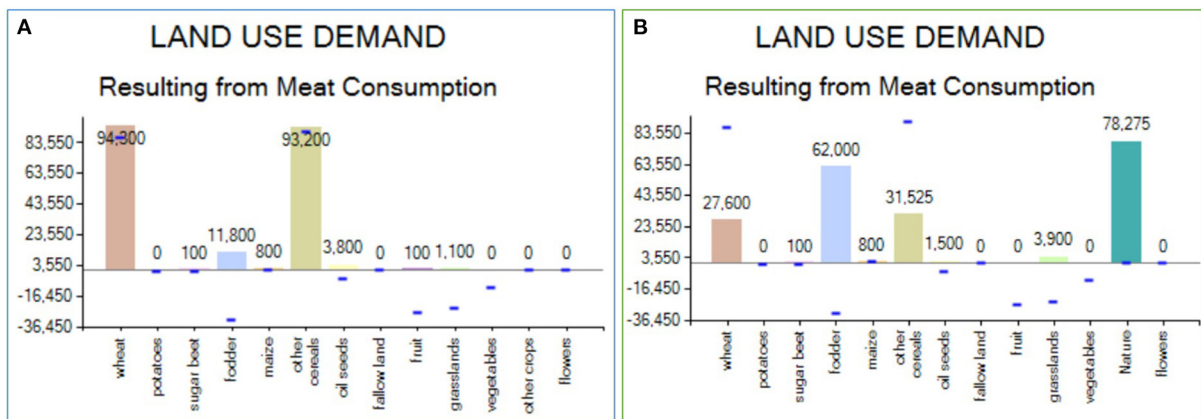 A
LAND USE DEMAND
Resulting from Meat Consumption
83,550
63,550
43,550
23,550
3,550
-16,450
-36,450
94,300
0
100
11,800
800
93,200
3,800
0
100
1,100
0
0
0
wheat
potatoes
sugar beet
fodder
maize
other
cereals
oil seeds
fallow land
fruit
grasslands
vegetables
other crops
flowers
B
LAND USE DEMAND
Resulting from Meat Consumption
83,550
63,550
43,550
23,550
3,550
-16,450
-36,450
27,600
0
100
62,000
800
31,525
1,500
0
0
3,900
0
78,275
0
wheat
potatoes
sugar beet
fodder
maize
other
cereals
oil seeds
fallow land
fruit
grasslands
vegetables
Nature
flowers